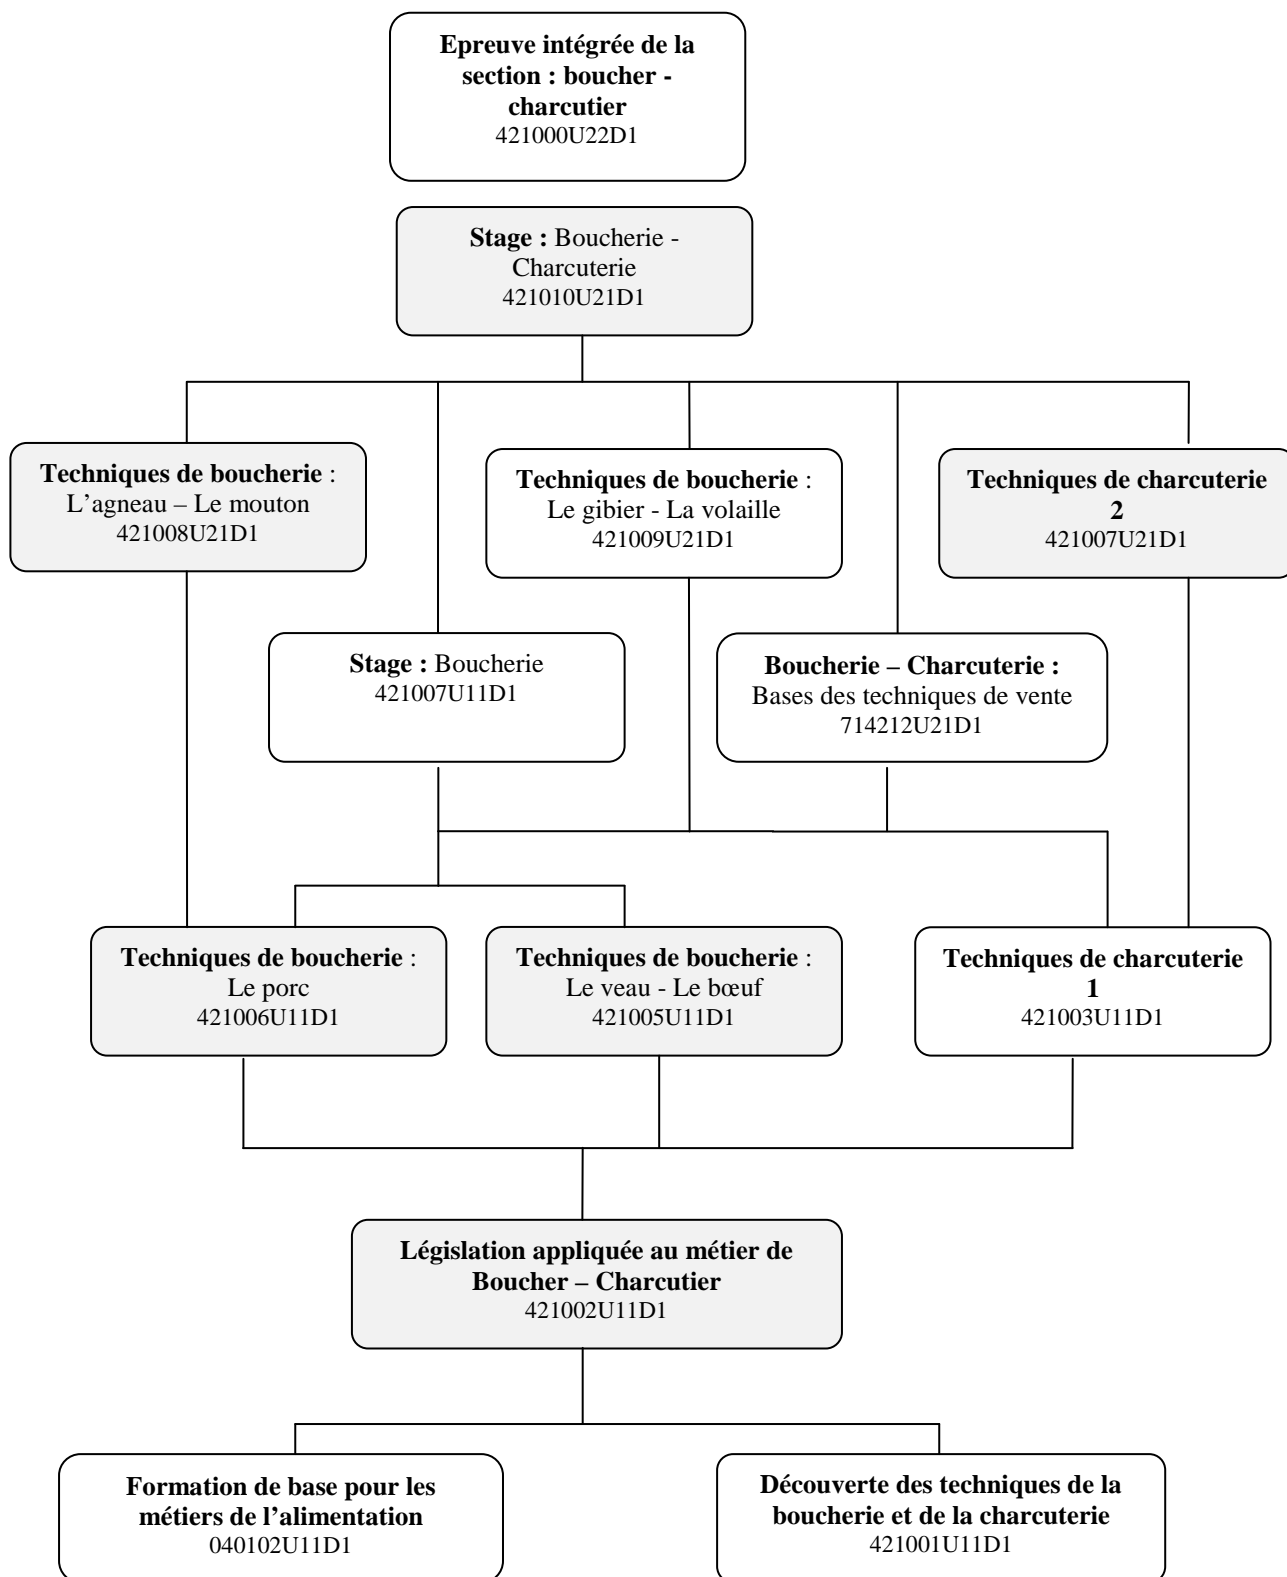 Epreuve intégrée de la
section : boucher -
charcutier
421000U22D1
Stage : Boucherie -
Charcuterie
421010U21D1
Techniques de boucherie :
L’agneau – Le mouton
421008U21D1
Techniques de boucherie :
Le gibier - La volaille
421009U21D1
Techniques de charcuterie
2
421007U21D1
Stage : Boucherie
421007U11D1
Boucherie – Charcuterie :
Bases des techniques de vente
714212U21D1
Techniques de boucherie :
Le porc
421006U11D1
Techniques de boucherie :
Le veau - Le bœuf
421005U11D1
Techniques de charcuterie
1
421003U11D1
Législation appliquée au métier de
Boucher – Charcutier
421002U11D1
Formation de base pour les
métiers de l’alimentation
040102U11D1
Découverte des techniques de la
boucherie et de la charcuterie
421001U11D1